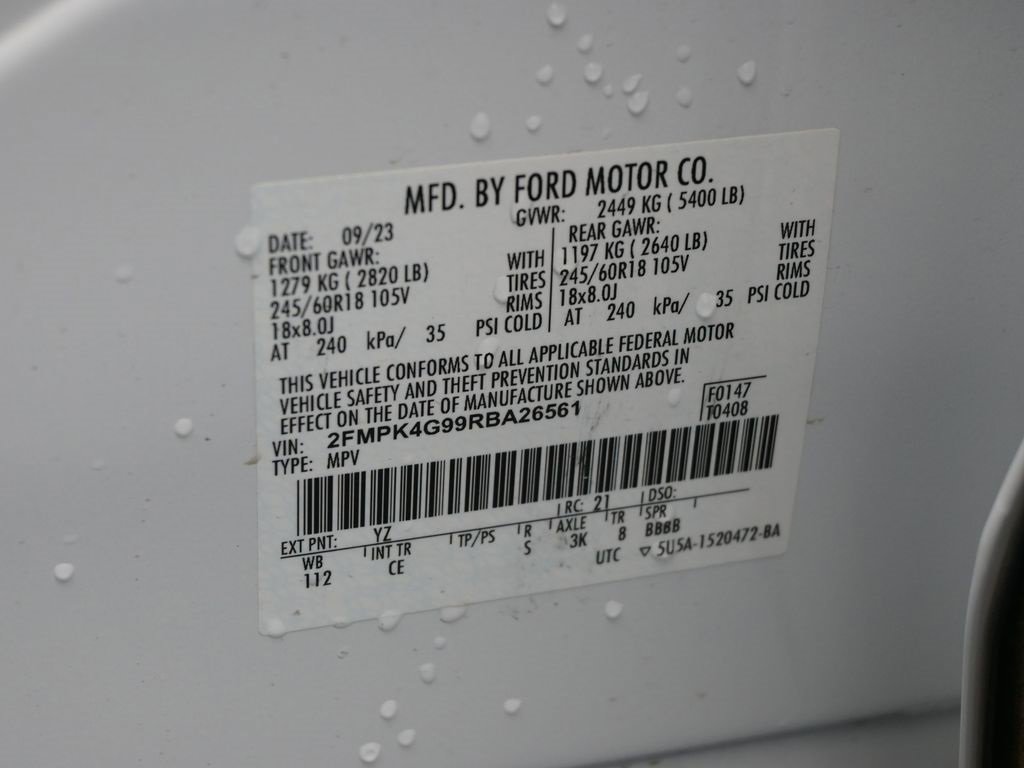 MFD. BY FORD MOTOR CO.
DATE: 09/23 GVWR: 2449 KG ( 5400 LB)
FRONT GAWR: REAR GAWR:
1279 KG ( 2820 LB) WITH 1197 KG ( 2640 LB) WITH
245/60R18 105V TIRES 245/60R18 105V TIRES
18x8.0J RIMS 18x8.0J RIMS
AT 240 kPa/ 35 PSI COLD AT 240 kPa/ 35 PSI COLD
THIS VEHICLE CONFORMS TO ALL APPLICABLE FEDERAL MOTOR
VEHICLE SAFETY AND THEFT PREVENTION STANDARDS IN
EFFECT ON THE DATE OF MANUFACTURE SHOWN ABOVE.
VIN: 2FMPK4G99RBA26561 F0147
TYPE: MPV T0408
EXT PNT: YZ RC: 21 DSO:
WB INT TR TP/PS R AXLE TR SPR
112 CE S 3K 8 BBBB
UTC ▽ 5U5A-1520472-BA